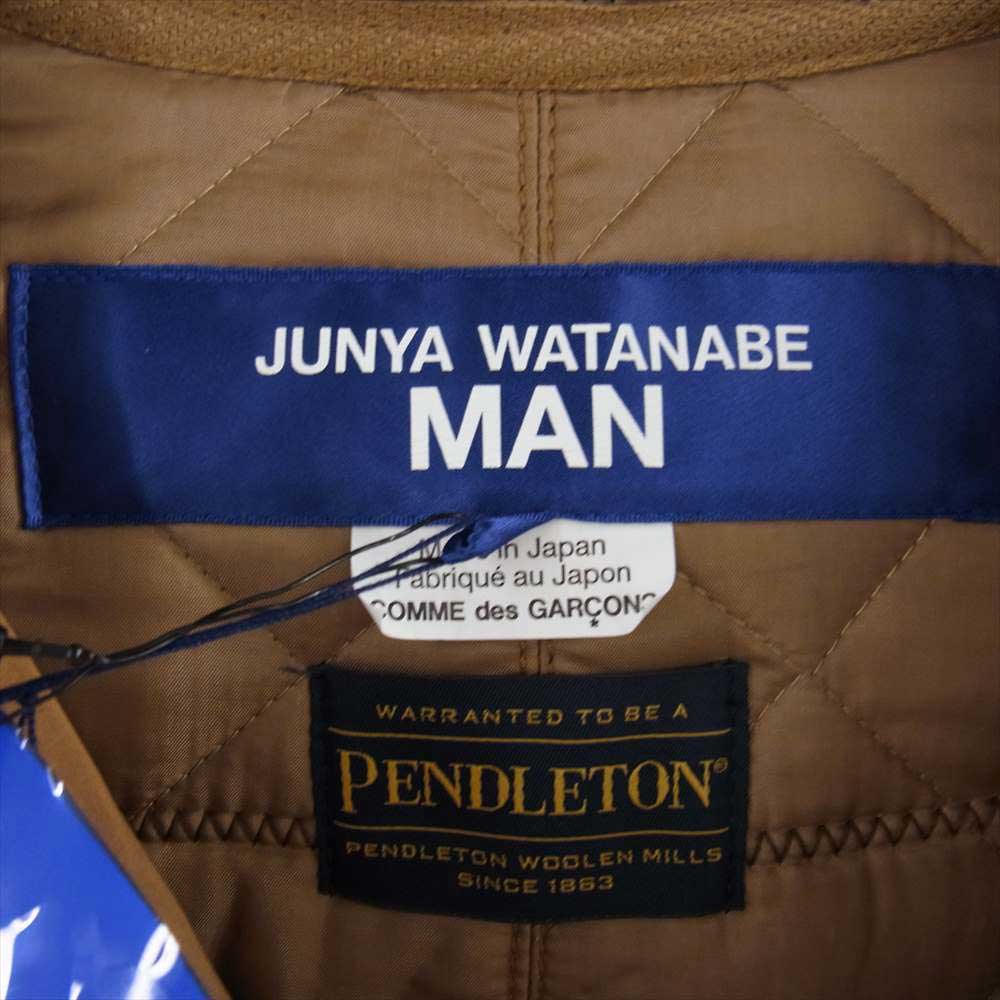 JUNYA WATANABE
MAN
in Japan
Fabriqué au Japon
COMME des GARÇONS
WARRANTED TO BE A
PENDLETON®
PENDLETON WOOLEN MILLS
SINCE 1863